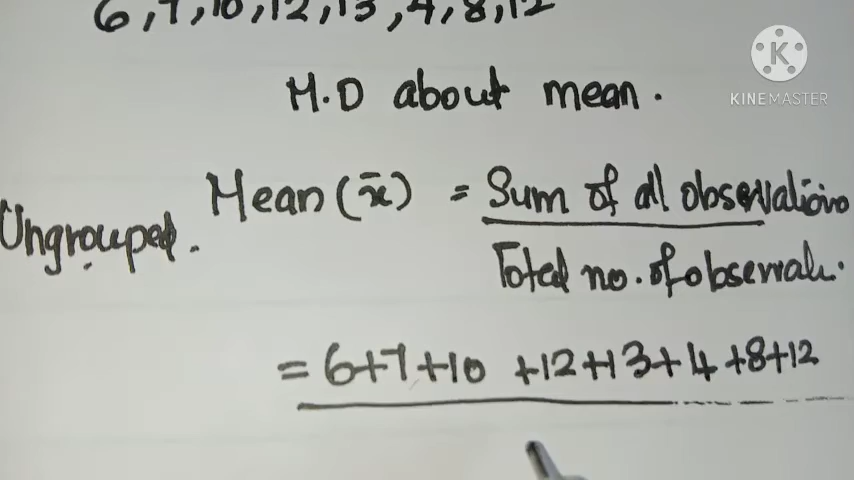 6,7,10,12,13,4,8,12
M.D about mean.
KINEMASTER
Ungrouped. Mean (x̄) = Sum of all observations
Total no. of observah.
= 6+7+10 +12+13+4+8+12